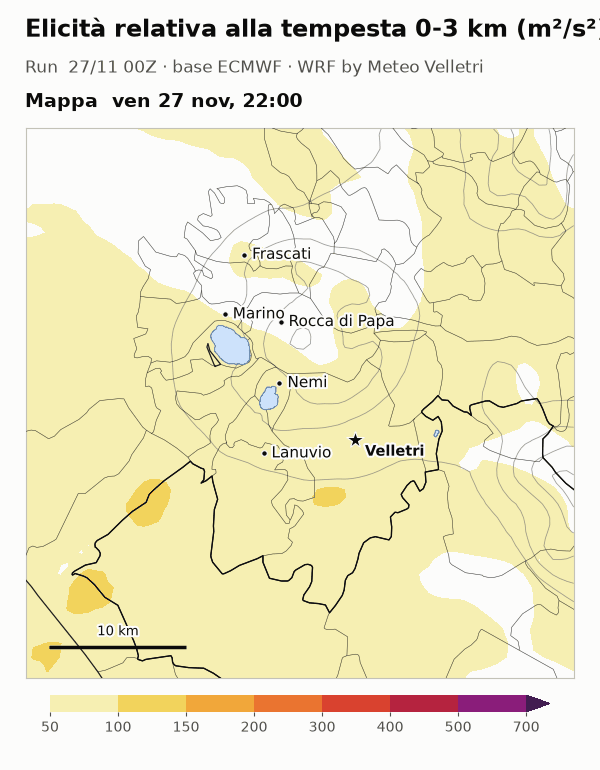 Elicità relativa alla tempesta 0-3 km (m²/s²)
Run  27/11 00Z · base ECMWF · WRF by Meteo Velletri
Mappa  ven 27 nov, 22:00
Frascati
Marino
Rocca di Papa
Nemi
Velletri
Lanuvio
10 km
50 100 150 200 300 400 500 700